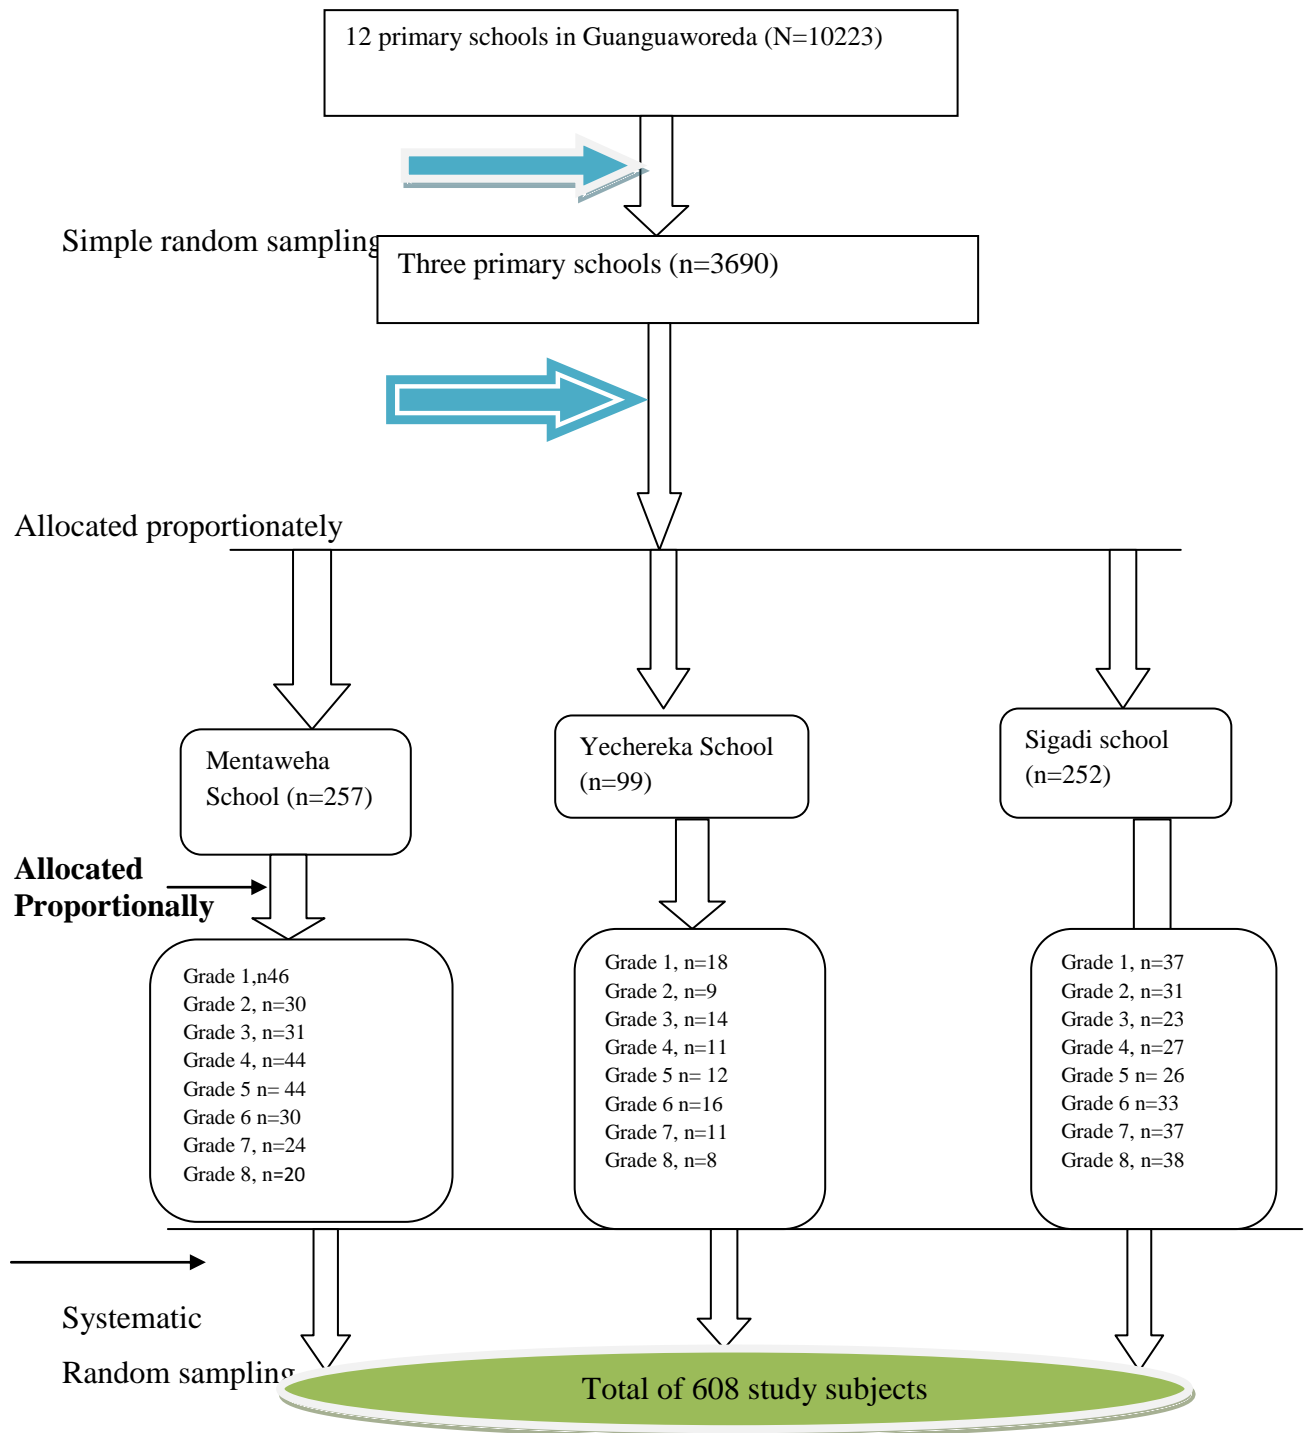 12 primary schools in Guanguaworeda (N=10223)
Simple random sampling
Three primary schools (n=3690)
Allocated proportionately
Mentaweha
School (n=257)
Yechereka School
(n=99)
Sigadi school
(n=252)
Allocated
Proportionally
Grade 1,n46
Grade 2, n=30
Grade 3, n=31
Grade 4, n=44
Grade 5 n= 44
Grade 6 n=30
Grade 7, n=24
Grade 8, n=20
Grade 1, n=18
Grade 2, n=9
Grade 3, n=14
Grade 4, n=11
Grade 5 n= 12
Grade 6 n=16
Grade 7, n=11
Grade 8, n=8
Grade 1, n=37
Grade 2, n=31
Grade 3, n=23
Grade 4, n=27
Grade 5 n= 26
Grade 6 n=33
Grade 7, n=37
Grade 8, n=38
Systematic
Random sampling
Total of 608 study subjects